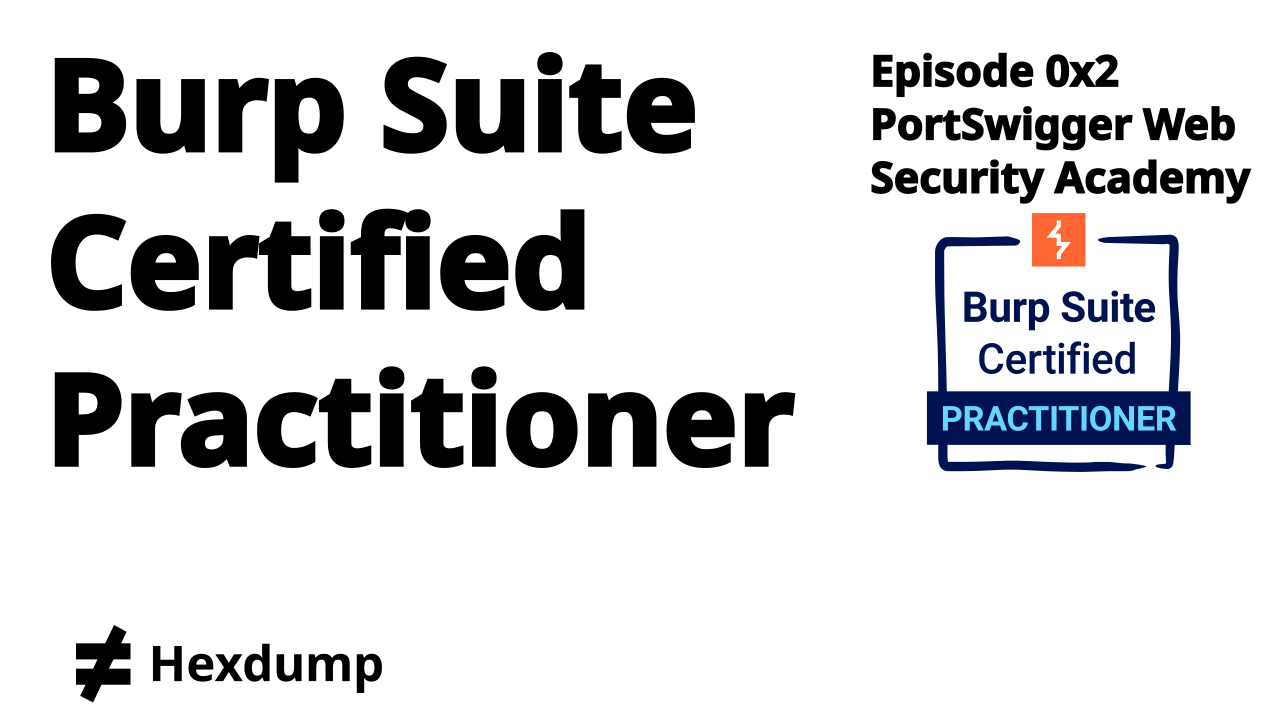 Burp Suite
Certified
Practitioner
Episode 0x2
PortSwigger Web
Security Academy
Burp Suite
Certified
PRACTITIONER
Hexdump